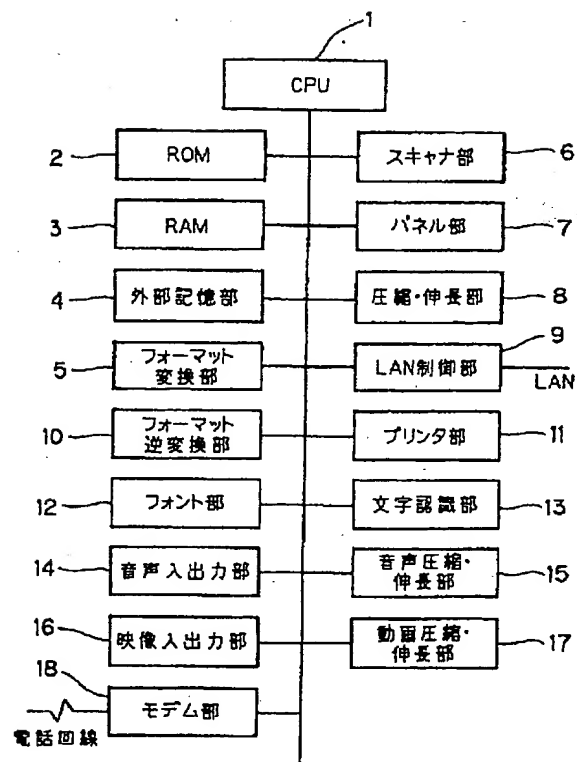 1
CPU
2
ROM
スキャナ部
6
3
RAM
パネル部
7
4
外部記憶部
圧縮・伸長部
8
5
フォーマット
変換部
LAN制御部
9
LAN
10
フォーマット
逆変換部
プリンタ部
11
12
フォント部
文字認識部
13
14
音声入出力部
音声圧縮・
伸長部
15
16
映像入出力部
動画圧縮・
伸長部
17
18
モデム部
電話回線